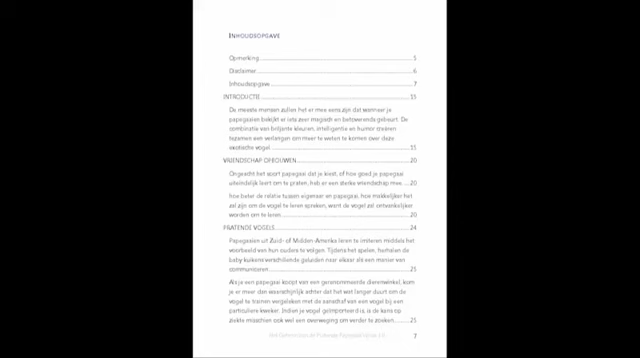 INHOUDSOPGAVE
Opmerking 5
Disclaimer 6
Inhoudsopgave 7
INTRODUCTIE 15
De meeste mensen zullen het er mee eens zijn dat wanneer je
papegaaien bekijkt er iets zeer magisch en betoverends gebeurt. De
combinatie van briljante kleuren, intelligentie en humor creëren
tezamen een verlangen om meer te weten te komen over deze
exotische vogel 15
VRIENDSCHAP OPBOUWEN 20
Ongeacht het soort papegaai dat je kiest, of hoe goed je papegaai
uiteindelijk leert om te praten, heb er een sterke vriendschap mee 20
hoe beter de relatie tussen eigenaar en papegaai, hoe makkelijker het
zal zijn om de vogel te leren spreken, want de vogel zal ontvankelijker
worden om te leren 20
PRATENDE VOGELS 24
Papegaaien uit Zuid- of Midden-Amerika leren te imiteren middels het
voorbeeld van hun ouders te volgen. Tijdens het spelen, herhalen de
baby kuikens verschillende geluiden naar elkaar als een manier van
communiceren 25
Als je een papegaai koopt van een gerenommeerde dierenwinkel, kom
je er meer dan waarschijnlijk achter dat het wat langer duurt om de
vogel te trainen vergeleken met de aanschaf van een vogel bij een
particuliere kweker. Indien je vogel geïmporteerd is, is de kans op
ziekte misschien ook wel een overweging om verder te zoeken 25
7